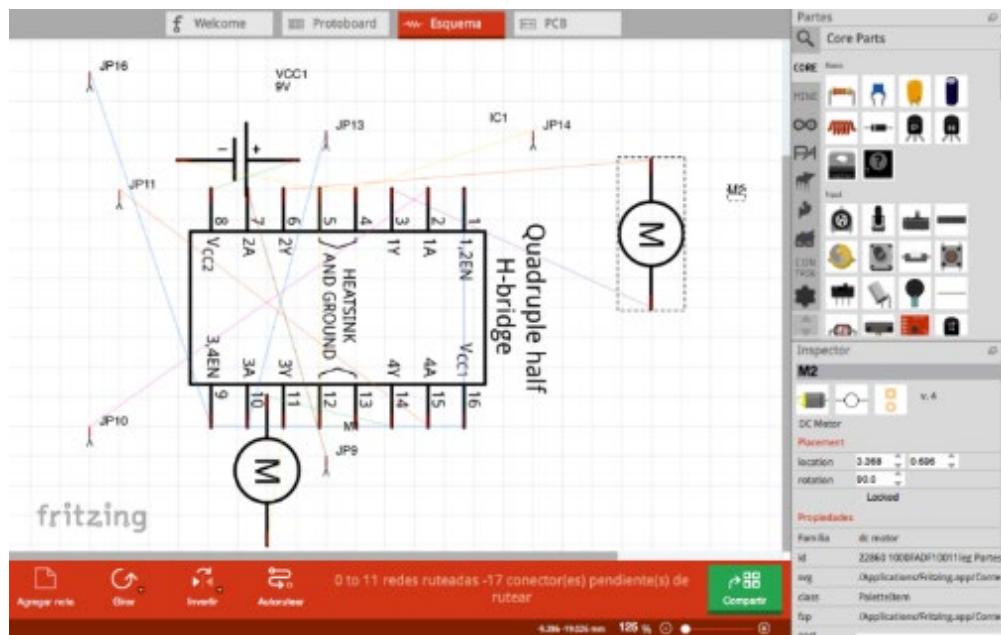 Welcome
Protoboard
Esquema
PCB
Partes
Core Parts
CORE
Basic
MINE
Input
JP16
VCC1
9V
JP13
IC1
JP14
JP11
M2
8
7
6
5
4
3
2
1
VCC2
2A
2Y
1Y
1A
1,2EN
HEATSINK
AND GROUND
Quadruple half
H-bridge
3,4EN
3A
3Y
4Y
4A
VCC1
9
10
11
12
13
14
15
16
JP10
JP9
M
M
fritzing
Inspector
M2
v. 4
DC Motor
Placement
location
3.368
0.696
rotation
90.0
Locked
Propiedades
Familia
dc motor
id
svg
class
PaletteItem
fzp
Agregar nota
Girar
Invertir
Autorutear
0 to 11 redes ruteadas -17 conector(es) pendiente(s) de
rutear
Compartir
125 %